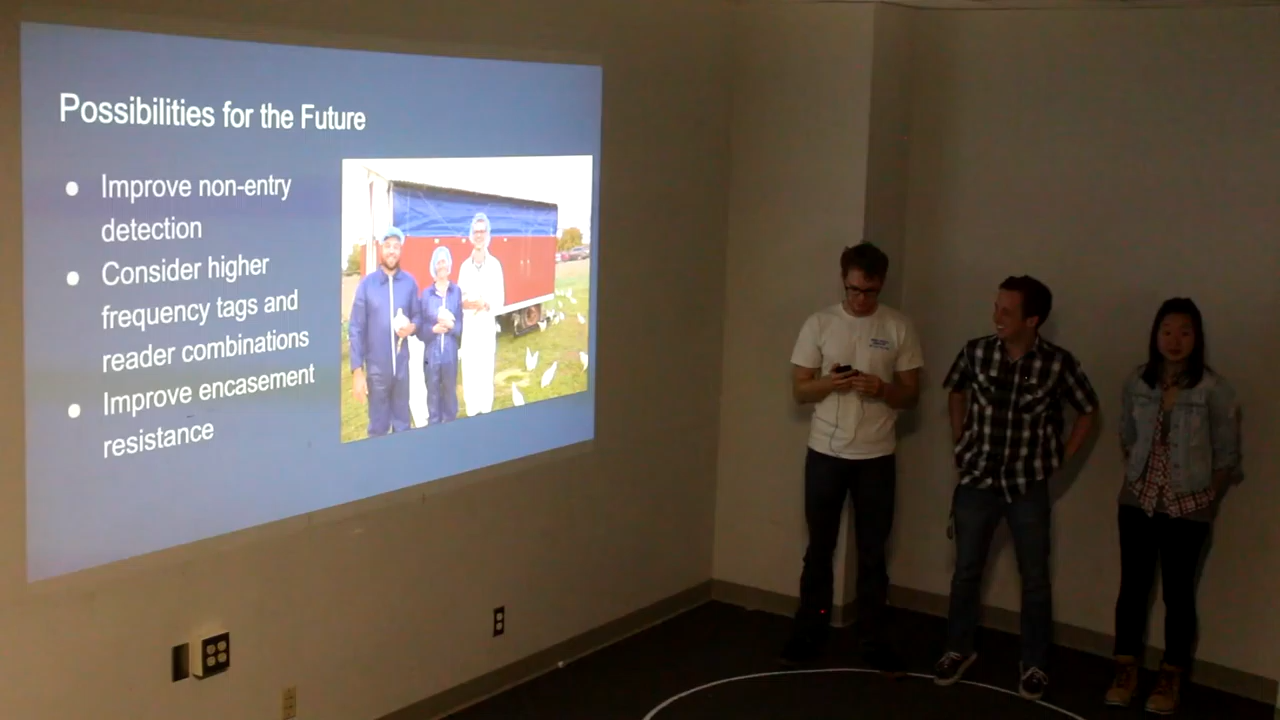 Possibilities for the Future
● Improve non-entry
detection
● Consider higher
frequency tags and
reader combinations
● Improve encasement
resistance